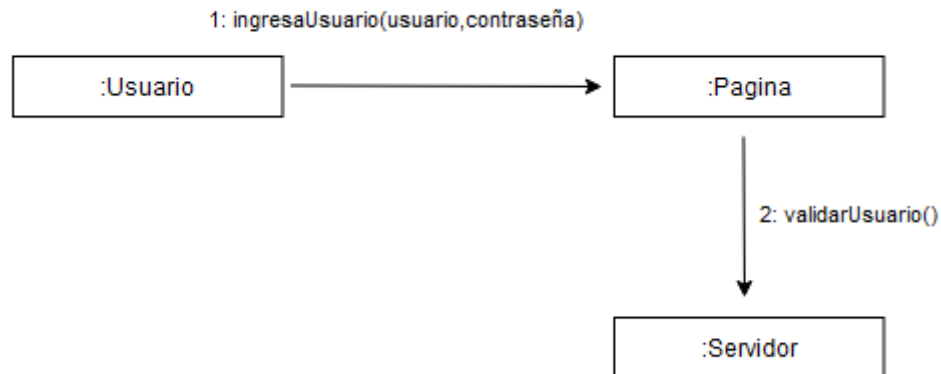 1: ingresaUsuario(usuario,contraseña)
:Usuario
:Pagina
2: validarUsuario()
:Servidor